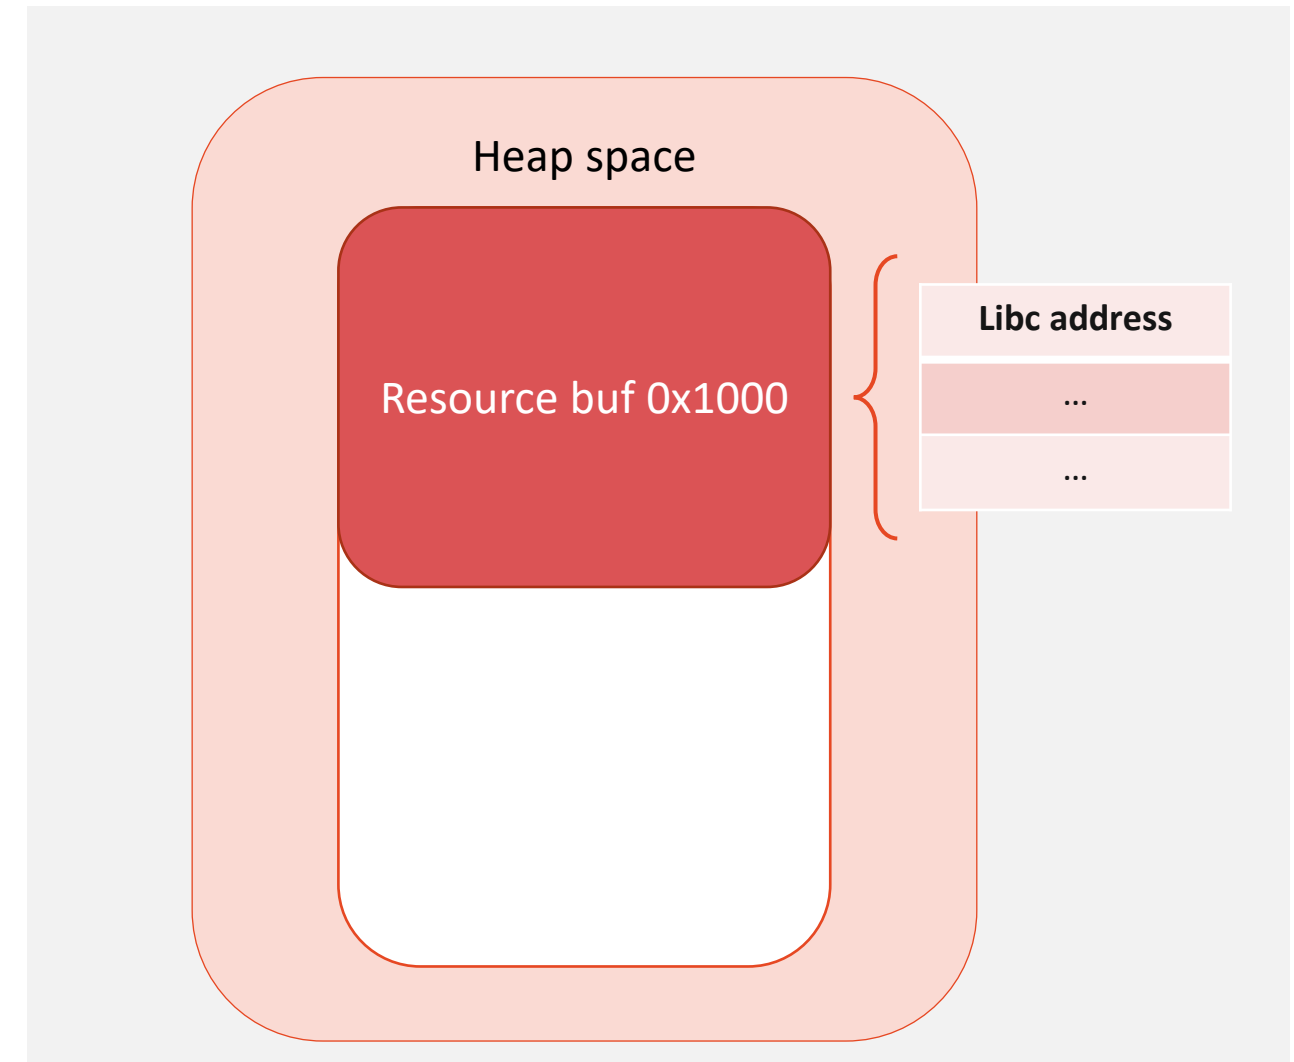 Heap space
Resource buf 0x1000
Libc address
...
...